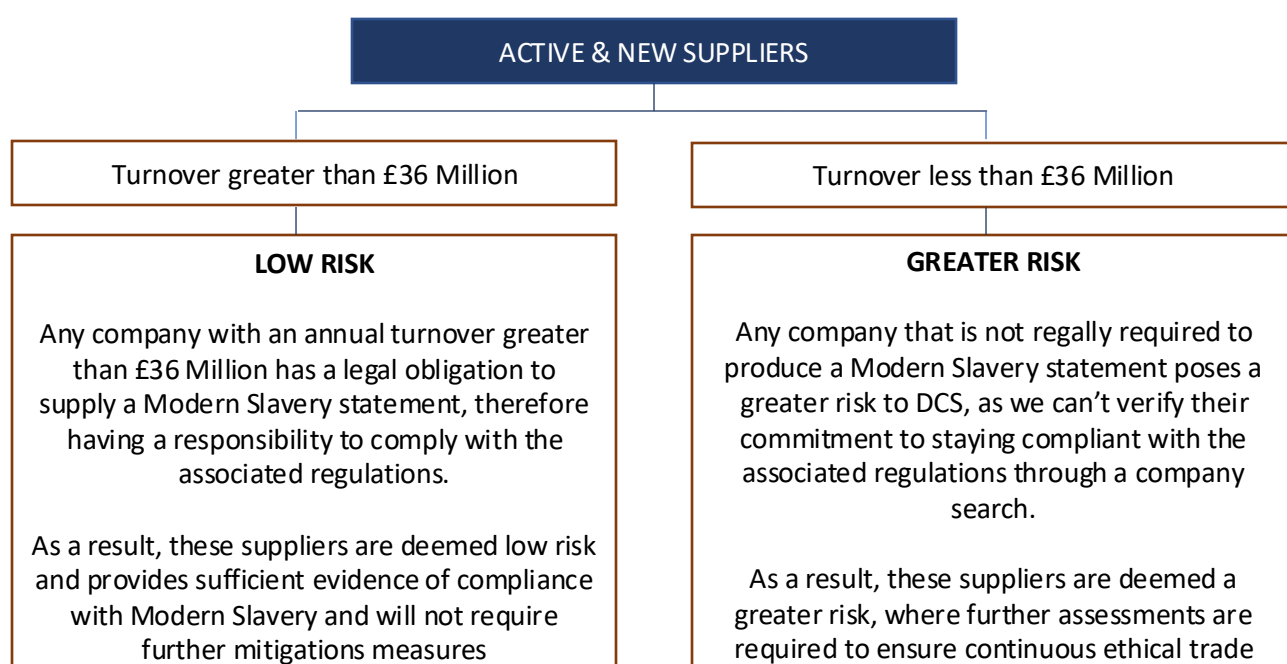 ACTIVE & NEW SUPPLIERS
Turnover greater than £36 Million
Turnover less than £36 Million
LOW RISK
Any company with an annual turnover greater
than £36 Million has a legal obligation to
supply a Modern Slavery statement, therefore
having a responsibility to comply with the
associated regulations.
As a result, these suppliers are deemed low risk
and provides sufficient evidence of compliance
with Modern Slavery and will not require
further mitigations measures
GREATER RISK
Any company that is not regally required to
produce a Modern Slavery statement poses a
greater risk to DCS, as we can’t verify their
commitment to staying compliant with the
associated regulations through a company
search.
As a result, these suppliers are deemed a
greater risk, where further assessments are
required to ensure continuous ethical trade